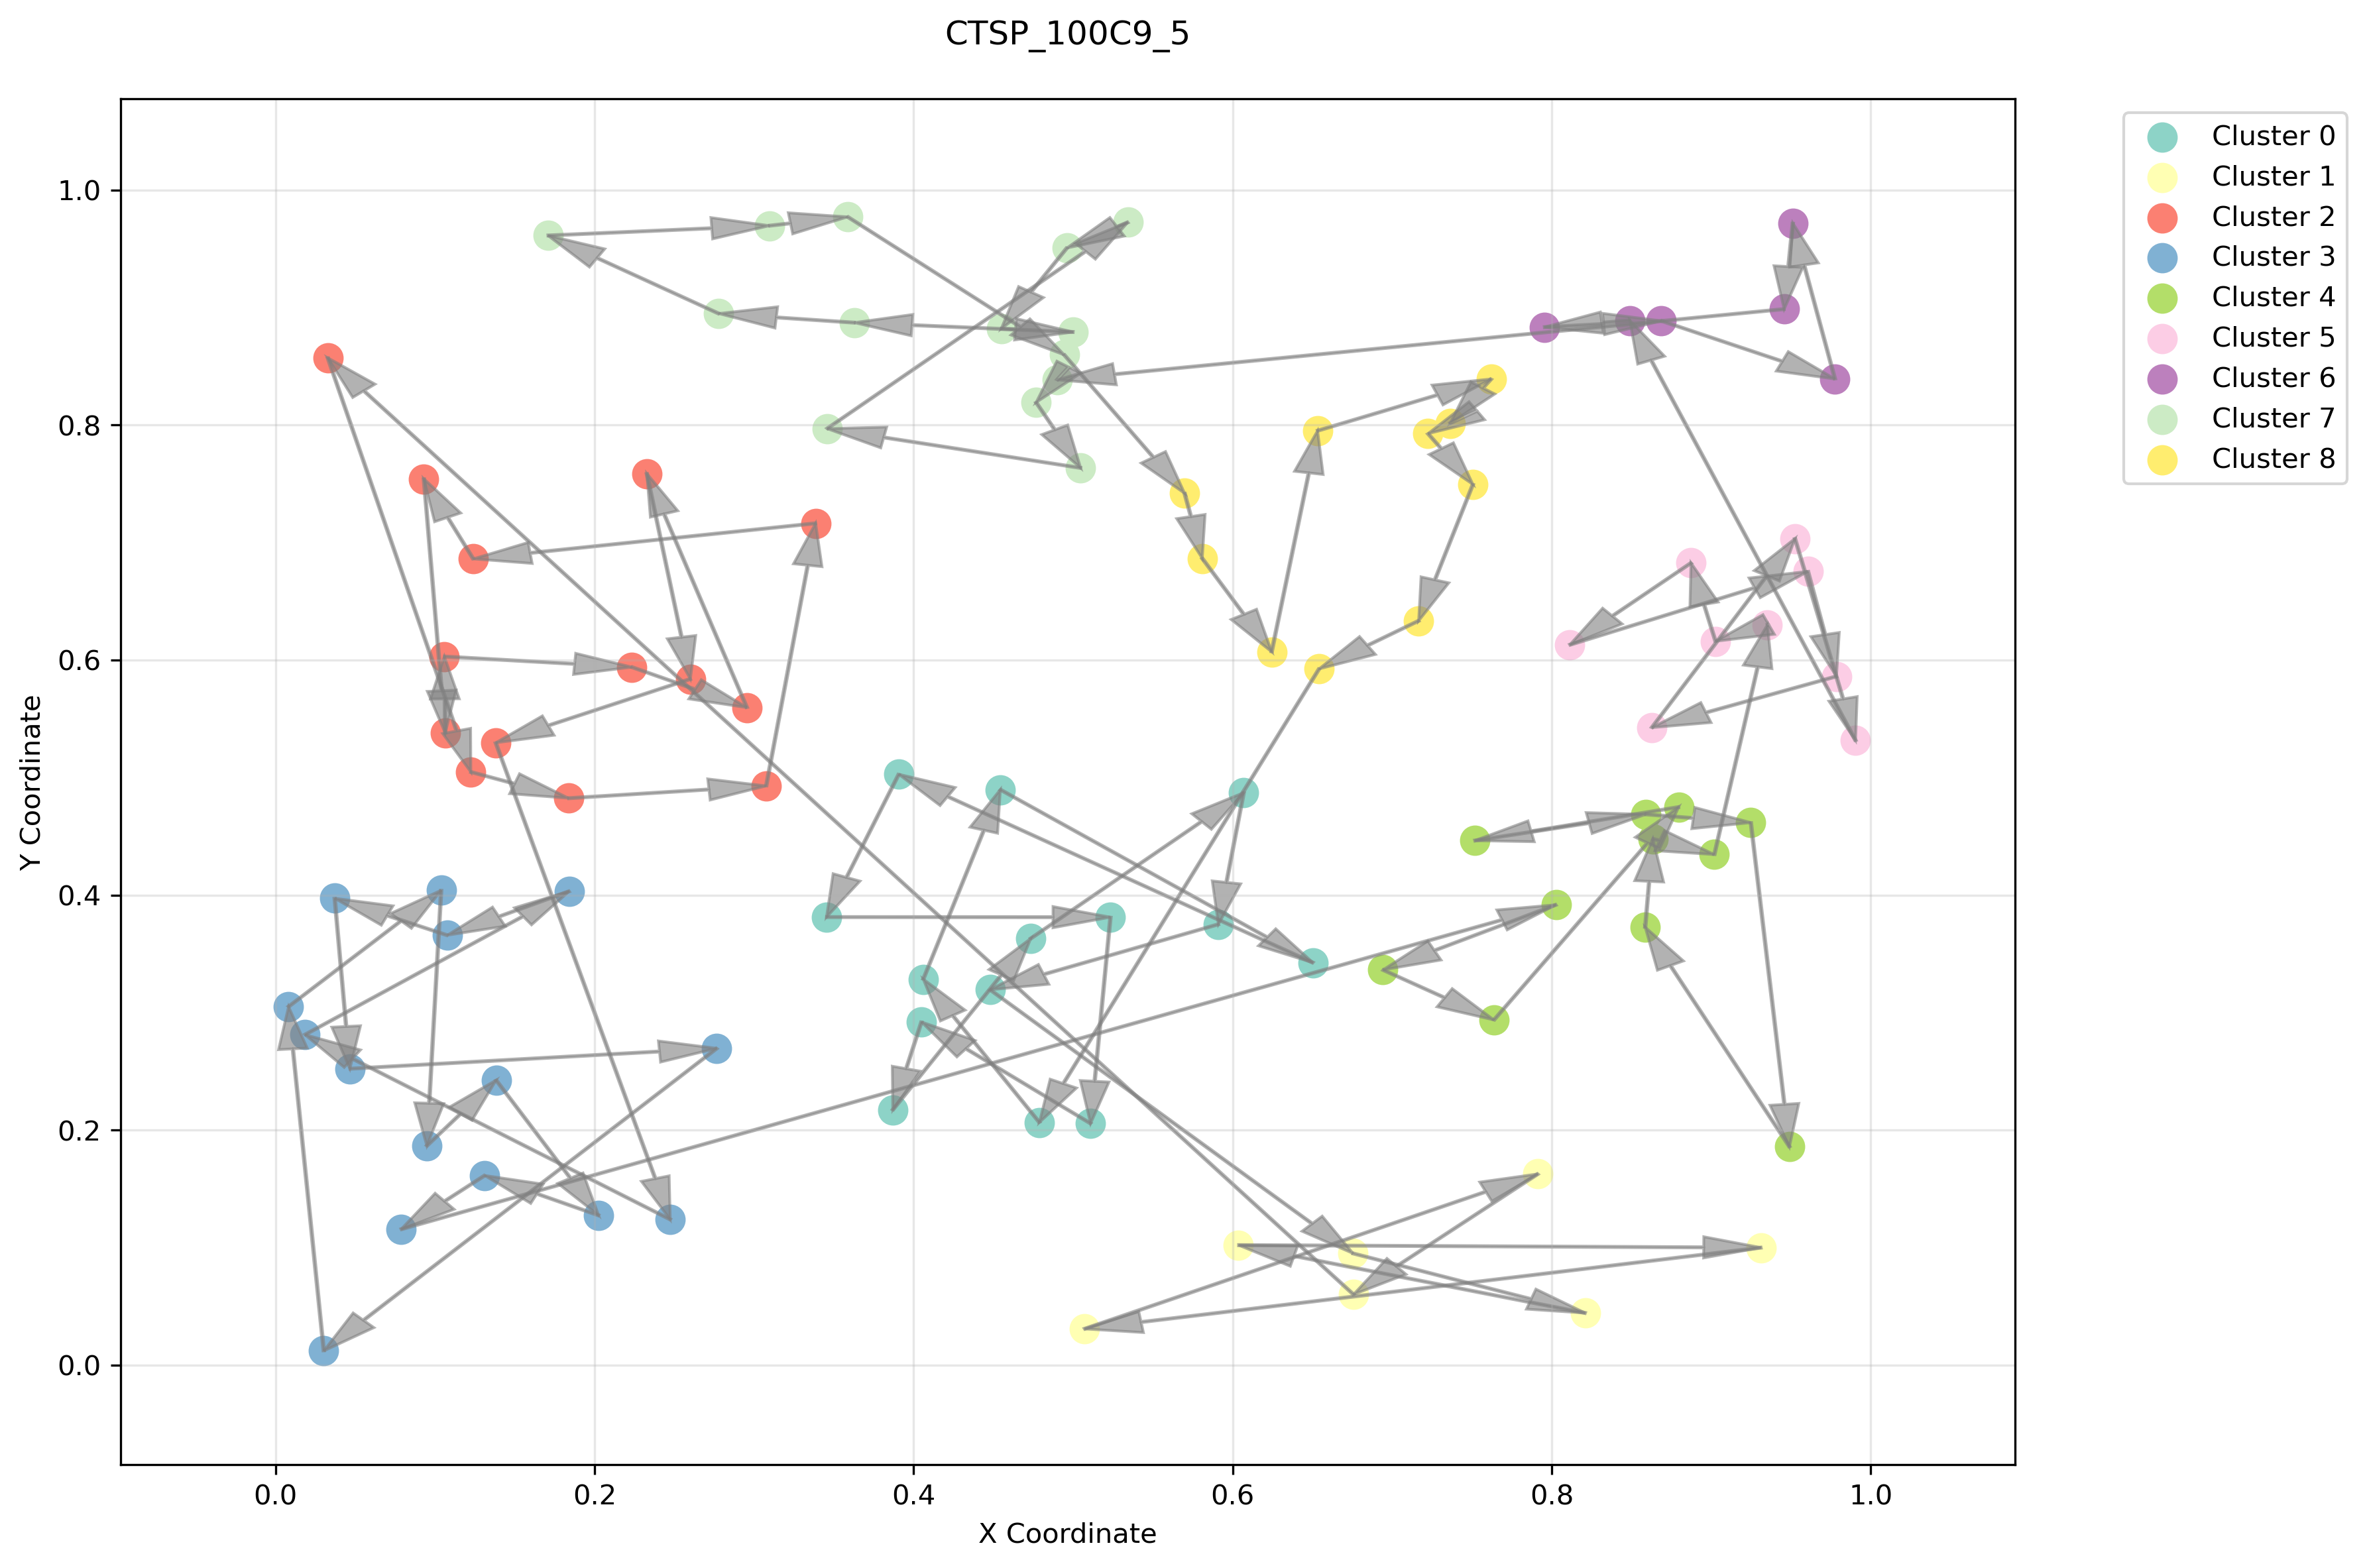 CTSP_100C9_5
Cluster 0
Cluster 1
Cluster 2
Cluster 3
Cluster 4
Cluster 5
Cluster 6
Cluster 7
Cluster 8
Y Coordinate
1.0
0.8
0.6
0.4
0.2
0.0
0.0 0.2 0.4 0.6 0.8 1.0
X Coordinate